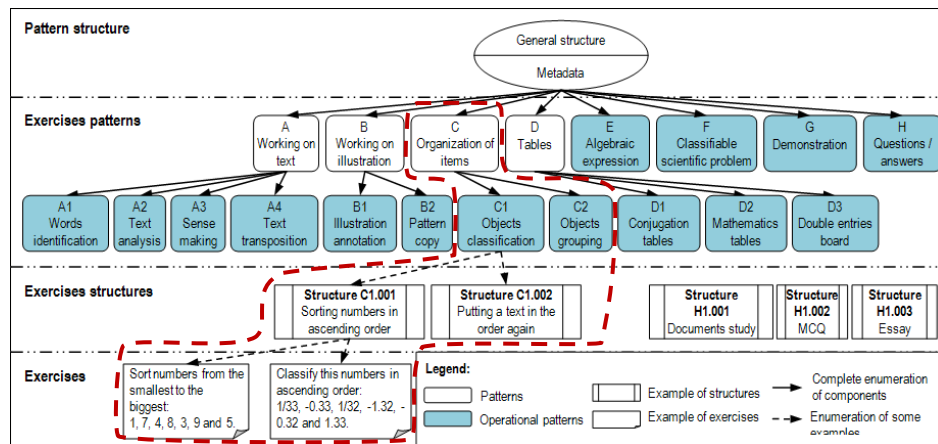 Pattern structure
General structure
Metadata
Exercises patterns
A
Working on
text
B
Working on
illustration
C
Organization of
items
D
Tables
E
Algebraic
expression
F
Classifiable
scientific problem
G
Demonstration
H
Questions /
answers
A1
Words
identification
A2
Text
analysis
A3
Sense
making
A4
Text
transposition
B1
Illustration
annotation
B2
Pattern
copy
C1
Objects
classification
C2
Objects
grouping
D1
Conjugation
tables
D2
Mathematics
tables
D3
Double entries
board
Exercises structures
Structure C1.001
Sorting numbers in
ascending order
Structure C1.002
Putting a text in the
order again
Structure
H1.001
Documents study
Structure
H1.002
MCQ
Structure
H1.003
Essay
Exercises
Sort numbers from the
smallest to the
biggest:
1, 7, 4, 8, 3, 9 and 5.
Classify this numbers in
ascending order:
1/33, -0.33, 1/32, -1.32, -
0.32 and 1.33.
Legend:
Patterns
Operational patterns
Example of structures
Example of exercises
Complete enumeration
of components
Enumeration of some
examples